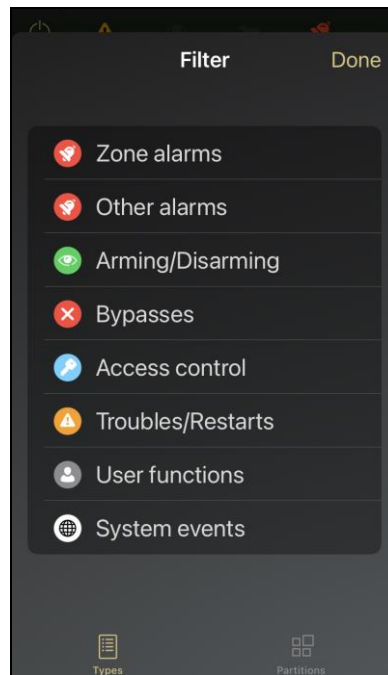 Filter Done
Zone alarms
Other alarms
Arming/Disarming
Bypasses
Access control
Troubles/Restarts
User functions
System events
Types Partitions